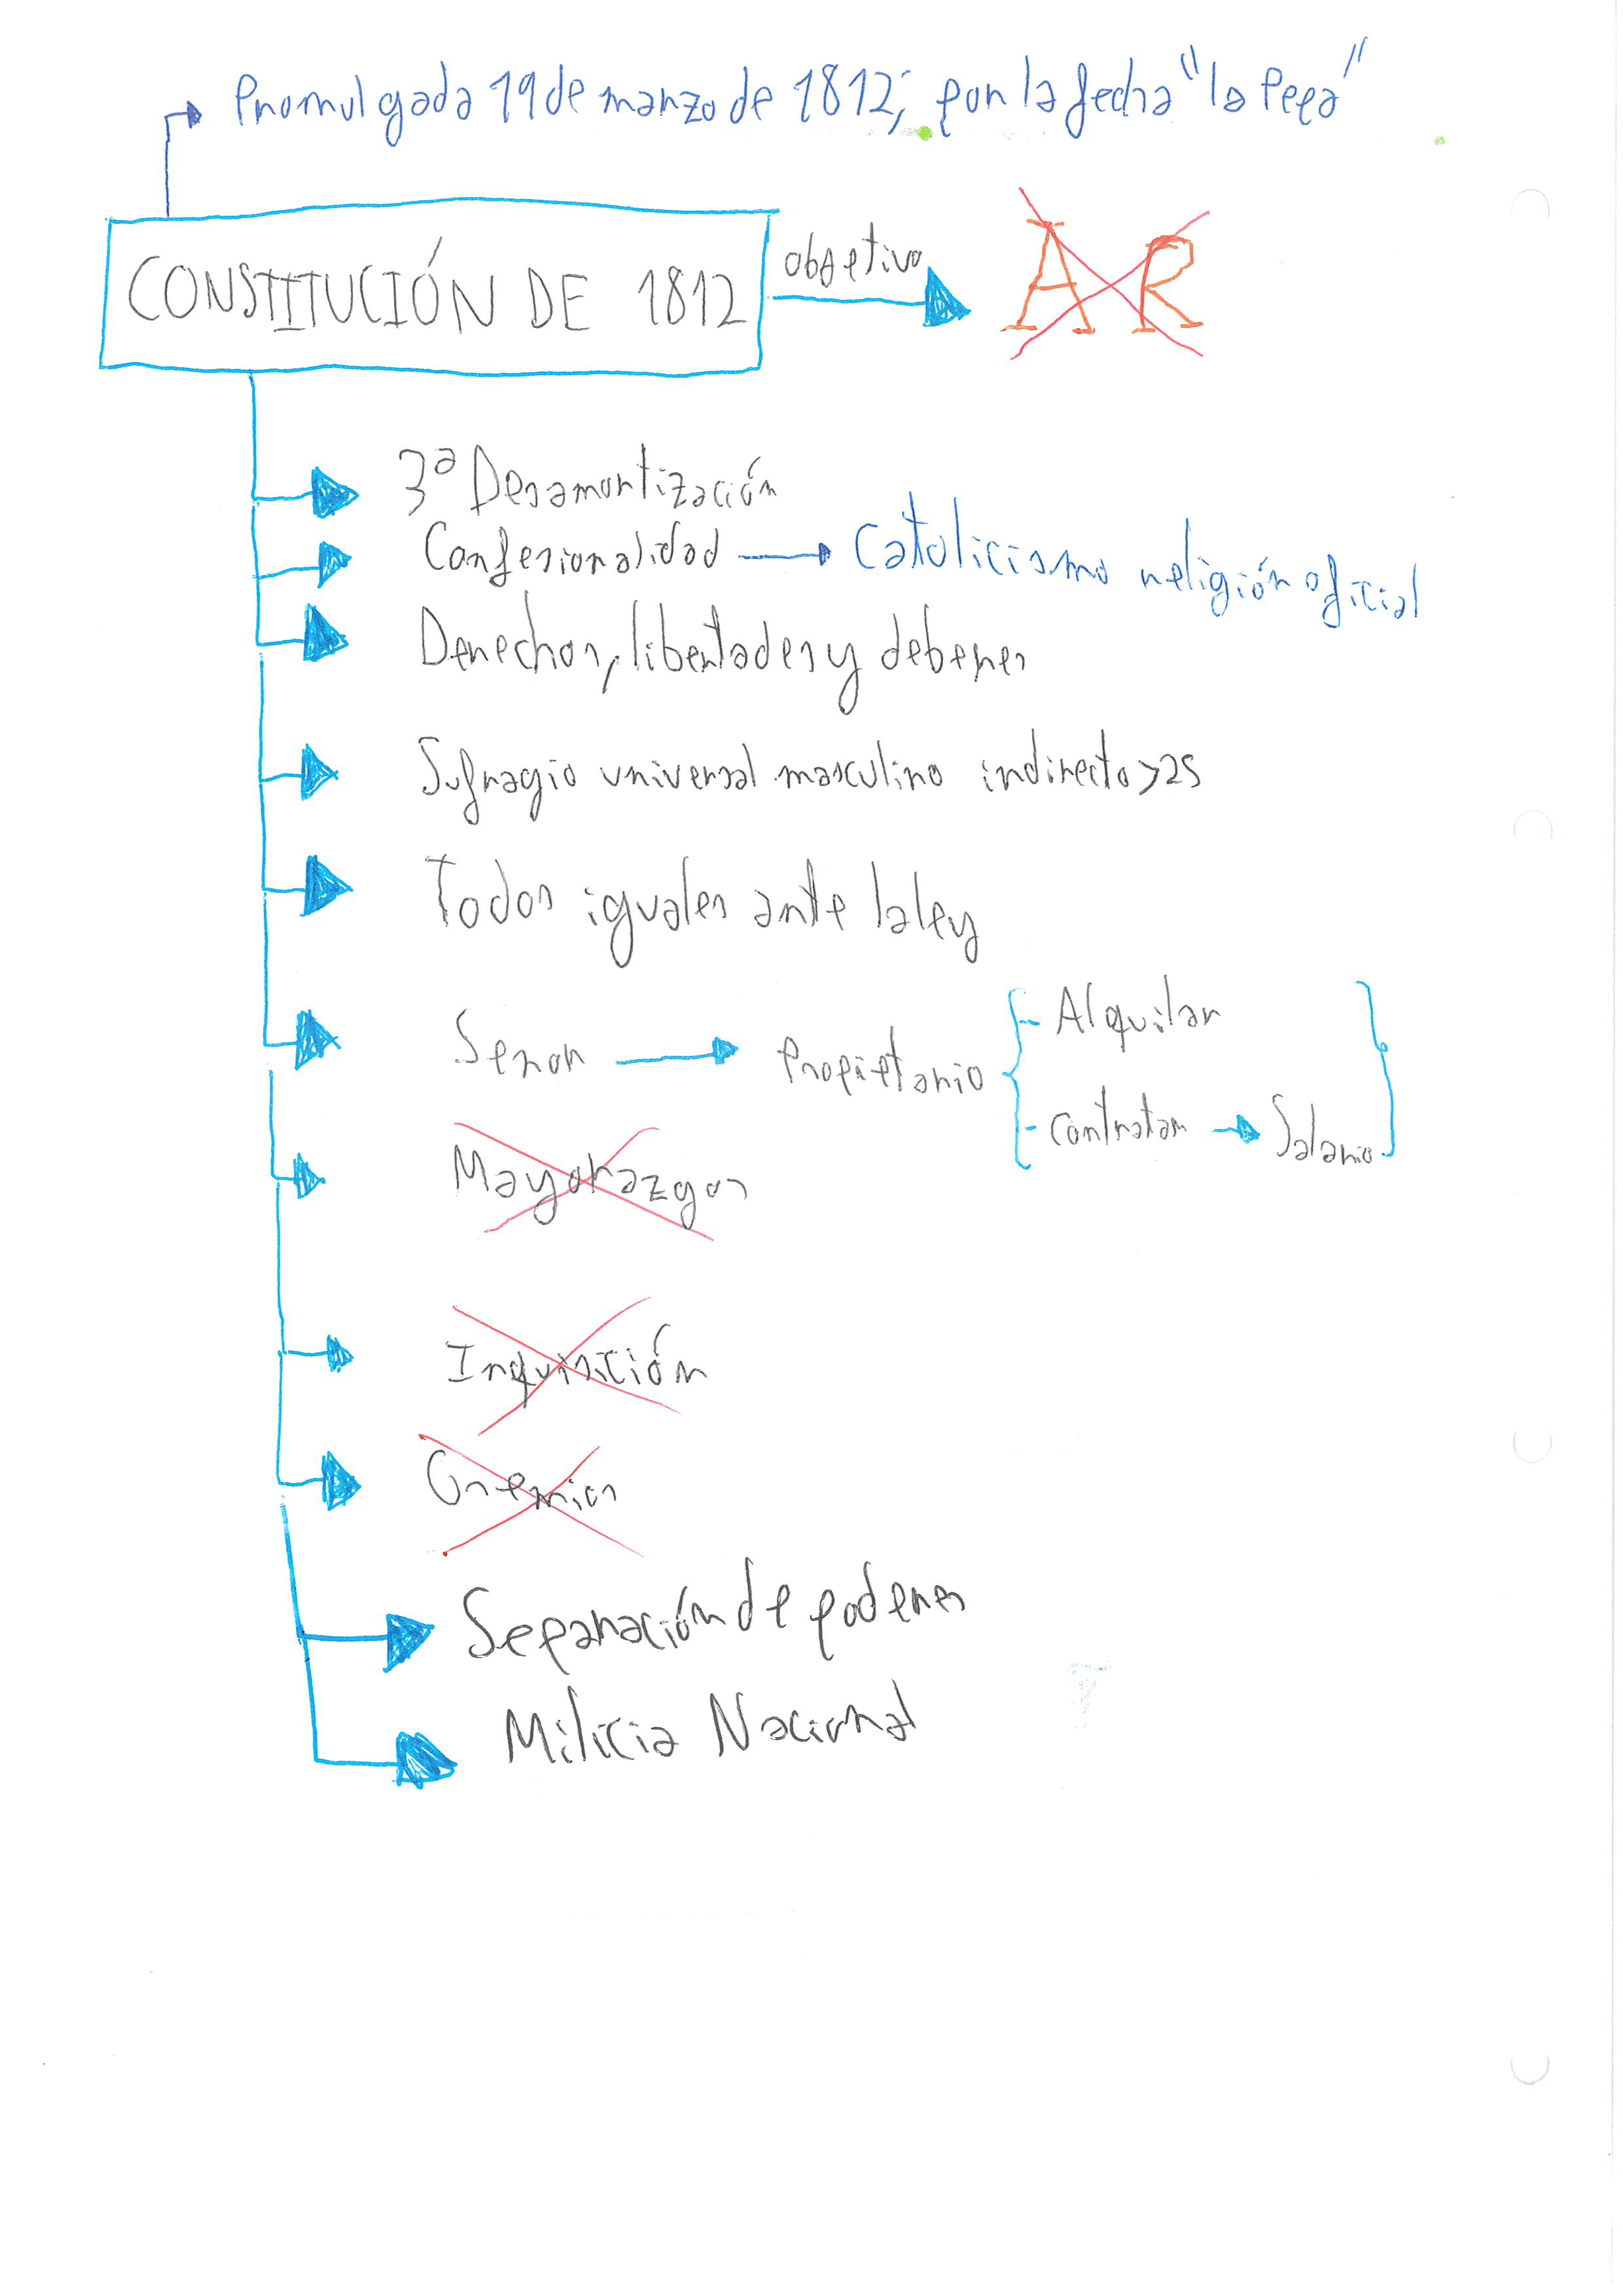 Promulgada 19 de marzo de 1812; por la fecha "la Pepa"
CONSTITUCIÓN DE 1812
objetivo
AR
3ª Desamortización
Confesionalidad
Catolicismo religión oficial
Derechos, libertades y deberes
Sufragio universal masculino indirecto >25
Todos iguales ante la ley
Señor
Propietario
- Alquilar
- Contratar
Salario
Mayorazgos
Inquisición
Gremios
Separación de poderes
Milicia Nacional